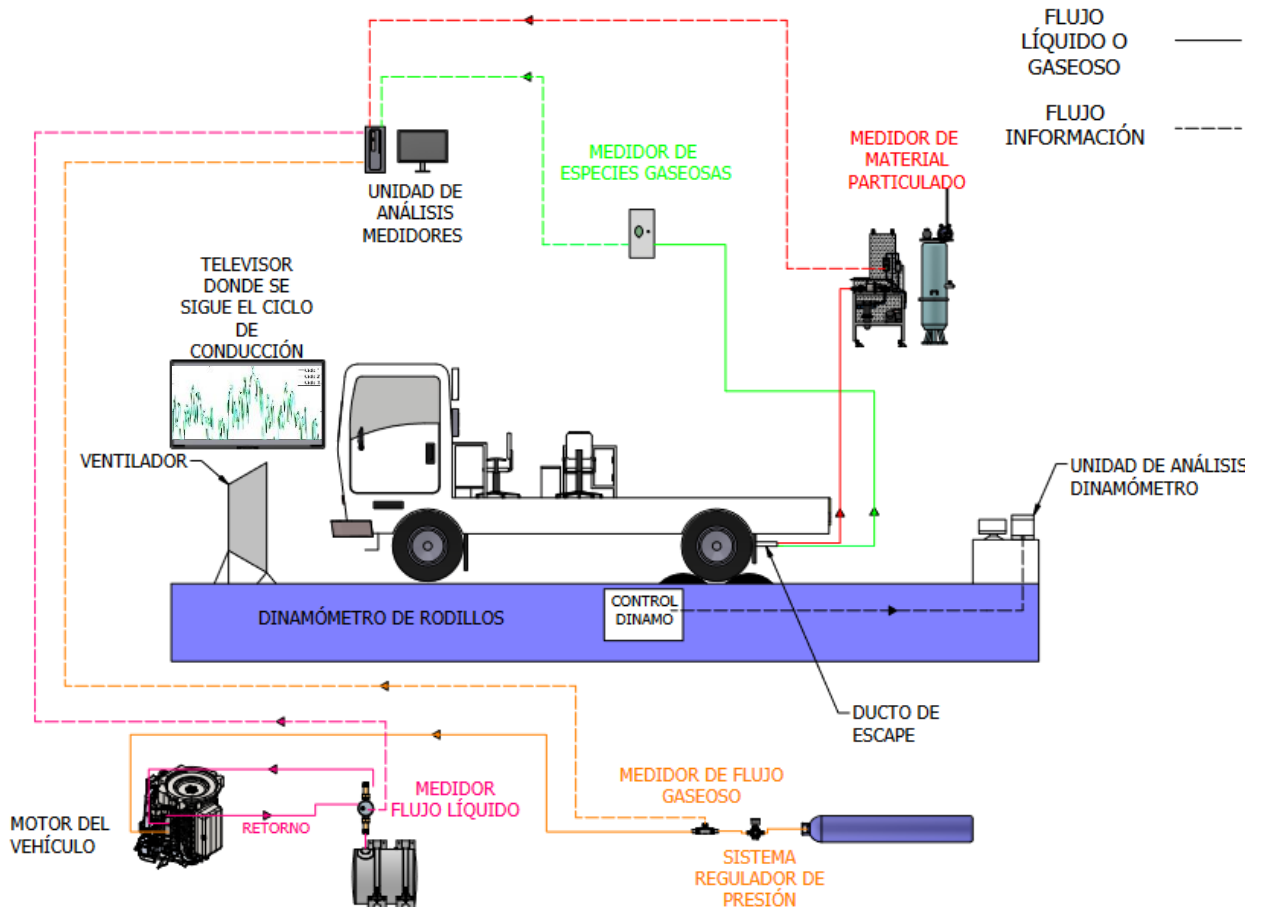 FLUJO
LÍQUIDO O
GASEOSO
FLUJO
INFORMACIÓN
MEDIDOR DE
MATERIAL
PARTICULADO
MEDIDOR DE
ESPECIES GASEOSAS
UNIDAD DE
ANÁLISIS
MEDIDORES
TELEVISOR
DONDE SE
SIGUE EL CICLO
DE
CONDUCCIÓN
VENTILADOR
UNIDAD DE ANÁLISIS
DINAMÓMETRO
DINAMÓMETRO DE RODILLOS
CONTROL
DINAMO
DUCTO DE
ESCAPE
MEDIDOR DE FLUJO
GASEOSO
MEDIDOR
FLUJO LÍQUIDO
RETORNO
MOTOR DEL
VEHÍCULO
SISTEMA
REGULADOR DE
PRESIÓN